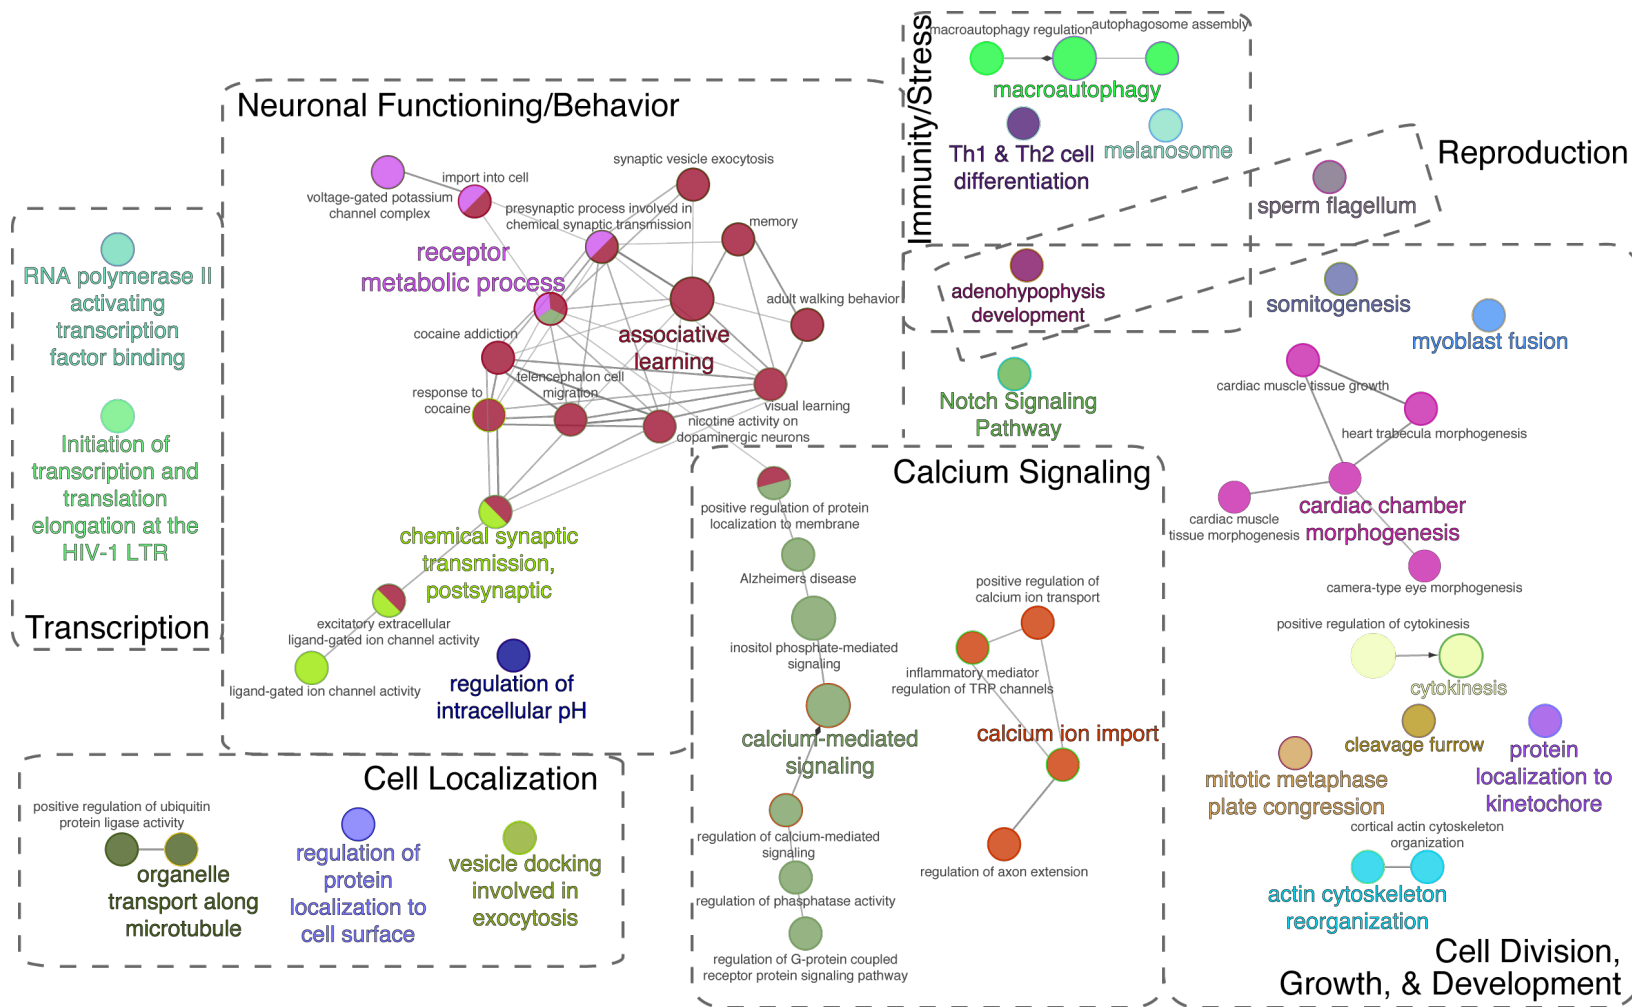 Neuronal Functioning/Behavior
voltage-gated potassium
channel complex
import into cell
synaptic vesicle exocytosis
presynaptic process involved in
chemical synaptic transmission
memory
receptor
metabolic process
adult walking behavior
associative
learning
cocaine addiction
telencephalon cell
migration
response to
cocaine
visual learning
nicotine activity on
dopaminergic neurons
chemical synaptic
transmission,
postsynaptic
excitatory extracellular
ligand-gated ion channel activity
ligand-gated ion channel activity
regulation of
intracellular pH
RNA polymerase II
activating
transcription
factor binding
Initiation of
transcription and
translation
elongation at the
HIV-1 LTR
Transcription
Cell Localization
positive regulation of ubiquitin
protein ligase activity
organelle
transport along
microtubule
regulation of
protein
localization to
cell surface
vesicle docking
involved in
exocytosis
Immunity/Stress
macroautophagy regulation
autophagosome assembly
macroautophagy
Th1 & Th2 cell
differentiation
melanosome
Reproduction
sperm flagellum
adenohypophysis
development
Notch Signaling
Pathway
Calcium Signaling
positive regulation of protein
localization to membrane
Alzheimers disease
inositol phosphate-mediated
signaling
calcium-mediated
signaling
regulation of calcium-mediated
signaling
regulation of phasphatase activity
regulation of G-protein coupled
receptor protein signaling pathway
positive regulation of
calcium ion transport
inflammatory mediator
regulation of TRP channels
calcium ion import
regulation of axon extension
somitogenesis
myoblast fusion
cardiac muscle tissue growth
heart trabecula morphogenesis
cardiac chamber
morphogenesis
cardiac muscle
tissue morphogenesis
camera-type eye morphogenesis
positive regulation of cytokinesis
cytokinesis
cleavage furrow
mitotic metaphase
plate congression
protein
localization to
kinetochore
cortical actin cytoskeleton
organization
actin cytoskeleton
reorganization
Cell Division,
Growth, & Development